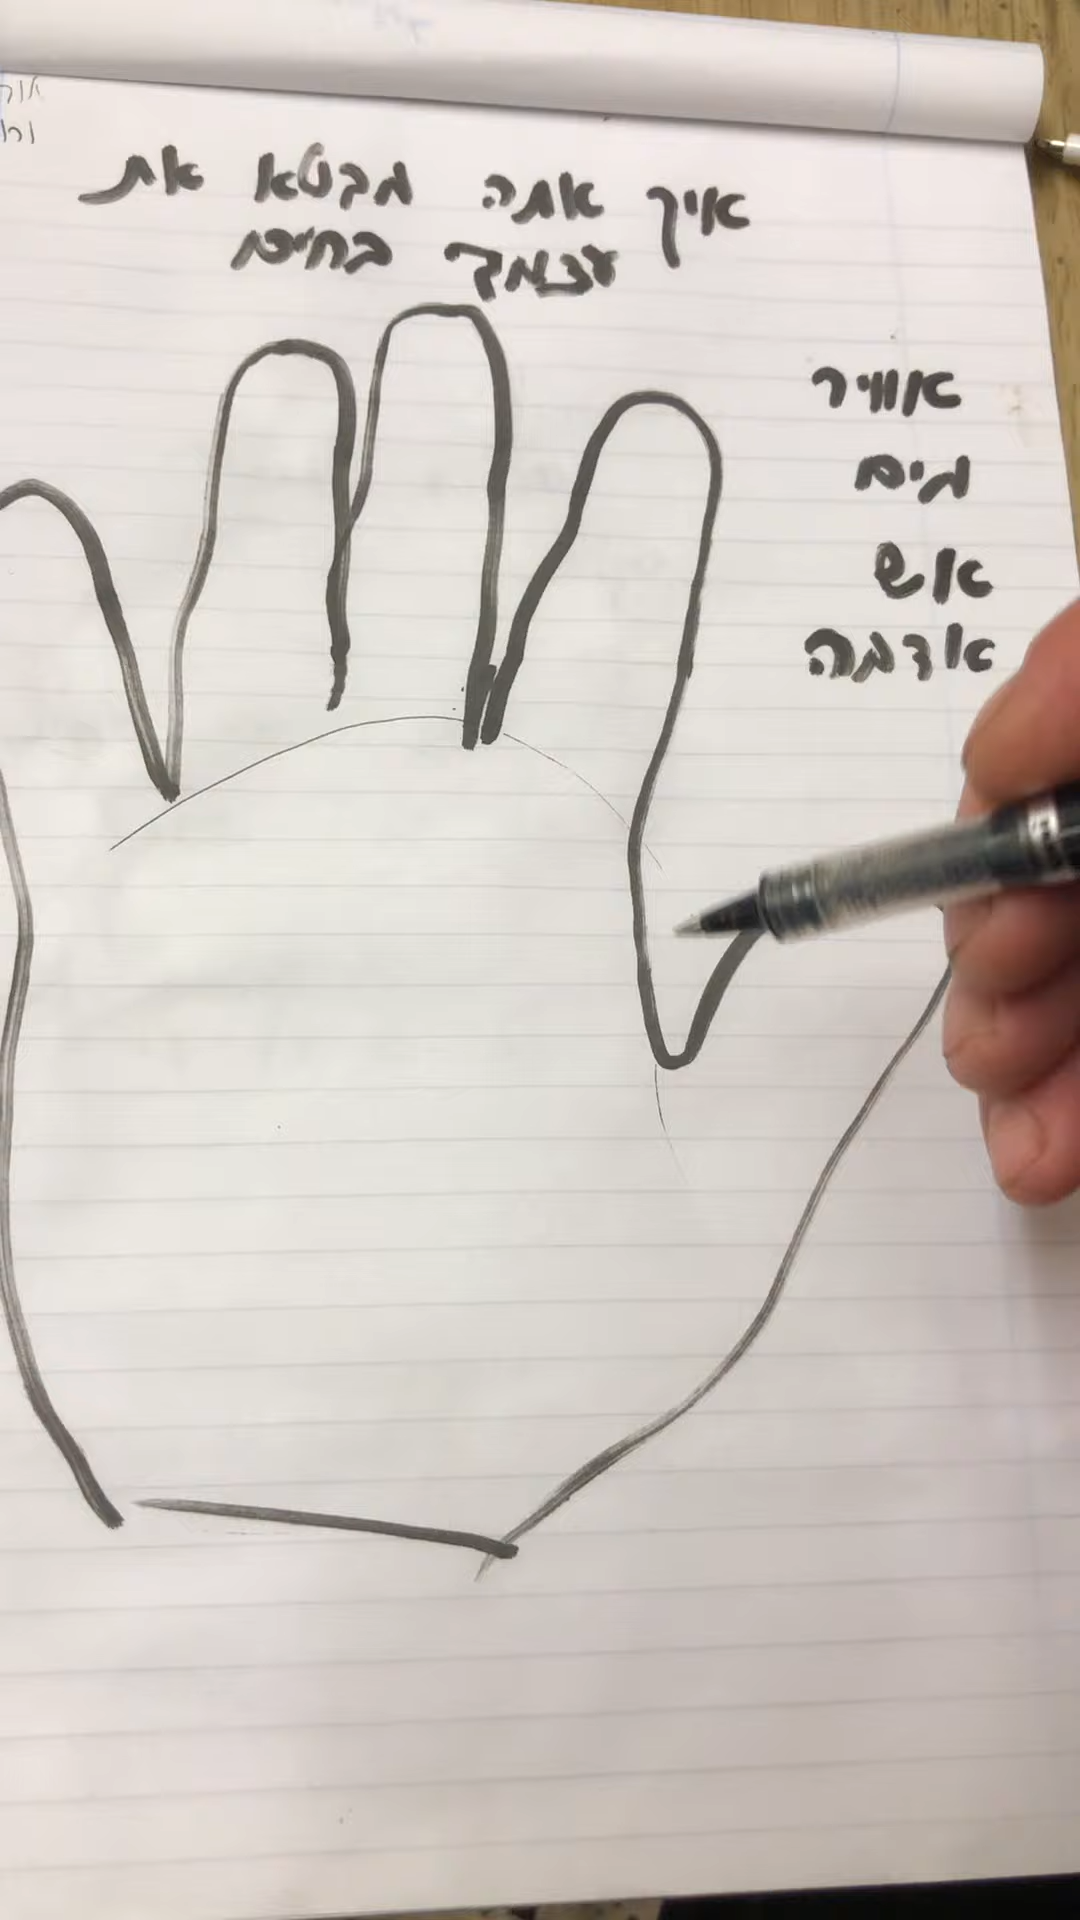 איך אתה מבטא את
עצמך בחיים
אוויר
מים
אש
אדמה